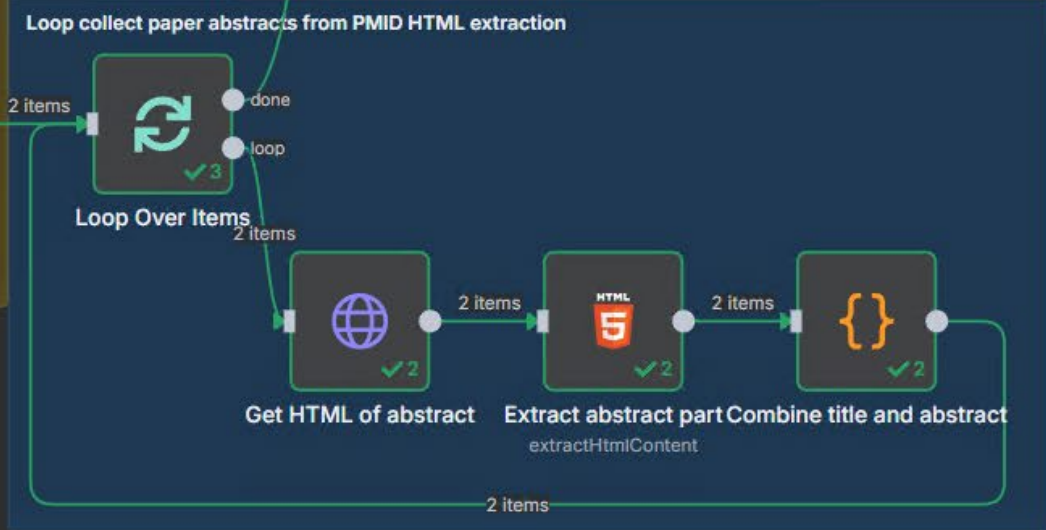 Loop collect paper abstracts from PMID HTML extraction
2 items
done
loop
3
Loop Over Items
2 items
2 items
2 items
HTML
5
{}
2
2
2
Get HTML of abstract
Extract abstract part
Combine title and abstract
extractHtmlContent
2 items